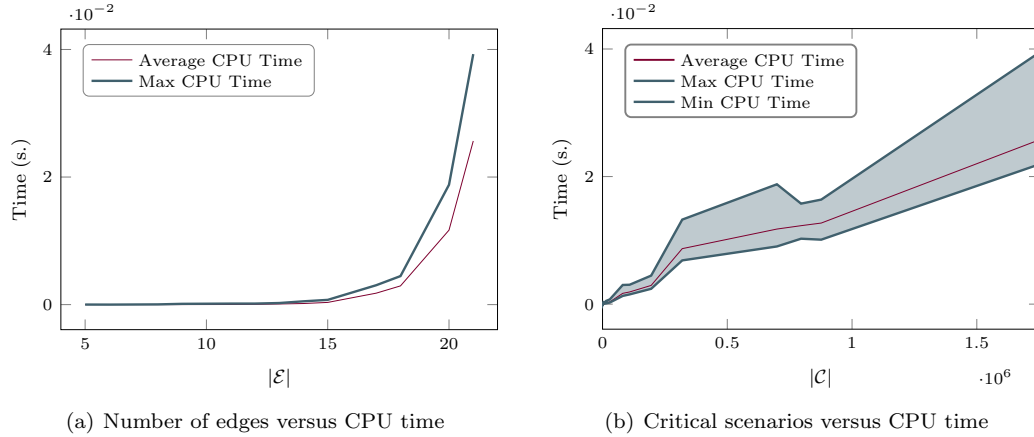 ·10⁻²
Average CPU Time
Max CPU Time
4
2
0
Time (s.)
5 10 15 20
|ℰ|
(a) Number of edges versus CPU time
·10⁻²
Average CPU Time
Max CPU Time
Min CPU Time
4
2
0
Time (s.)
0 0.5 1 1.5
|𝒞|
·10⁶
(b) Critical scenarios versus CPU time